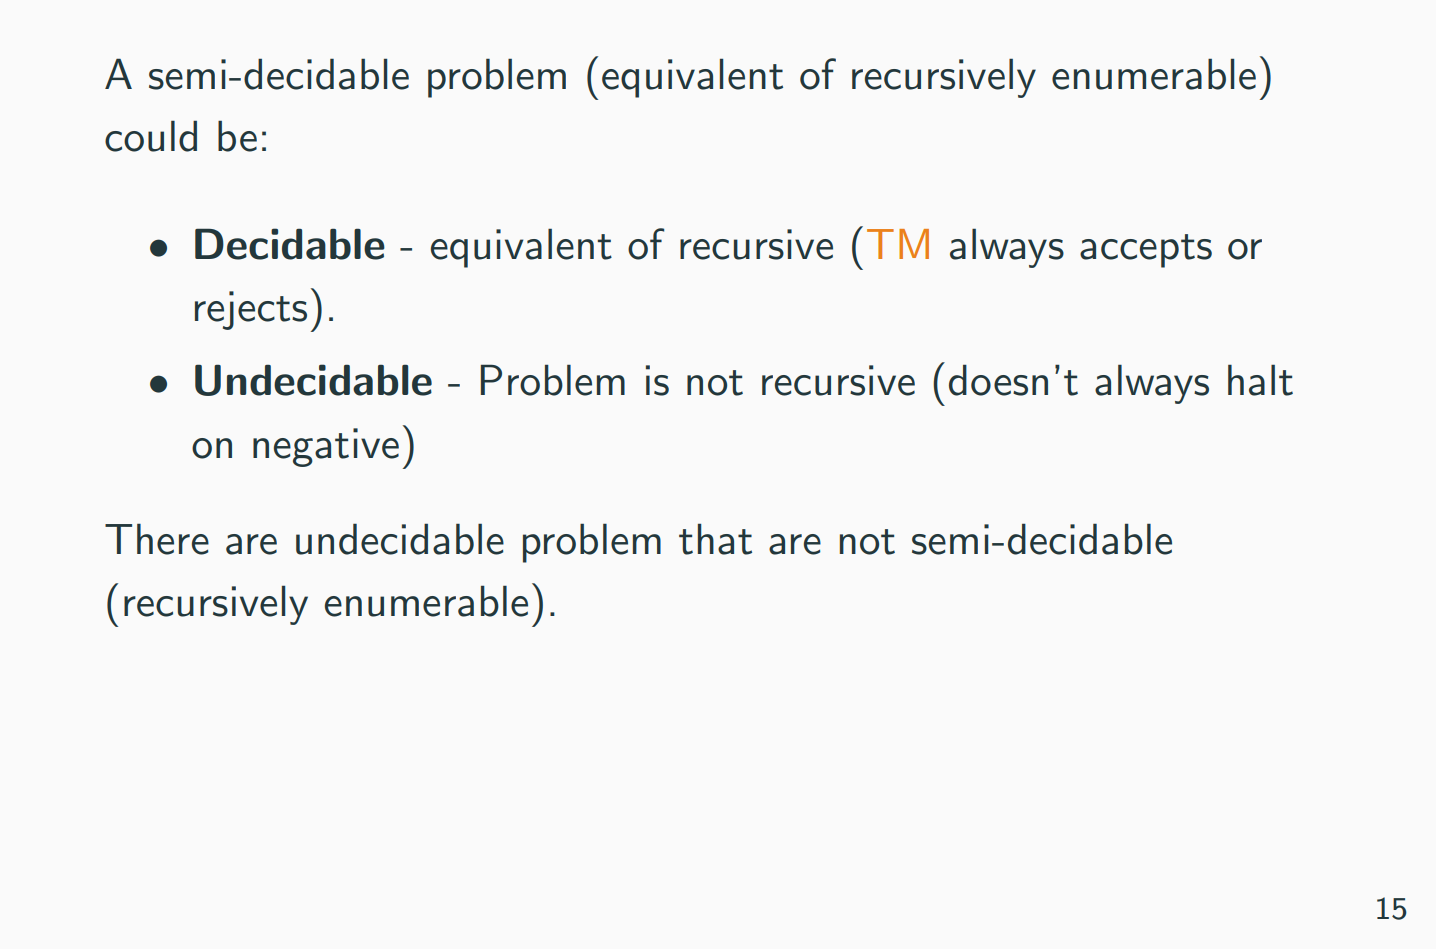 A semi-decidable problem (equivalent of recursively enumerable)
could be:
• Decidable - equivalent of recursive (TM always accepts or
rejects).
• Undecidable - Problem is not recursive (doesn't always halt
on negative)
There are undecidable problem that are not semi-decidable
(recursively enumerable).
15